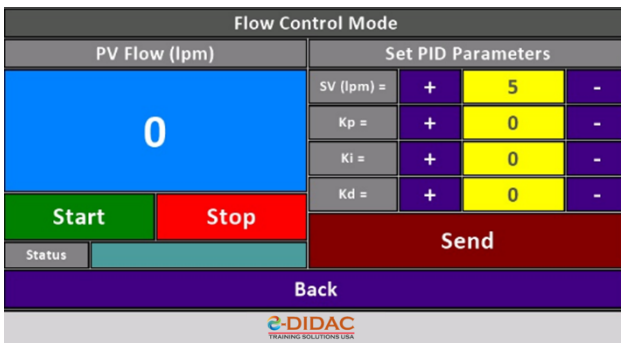 Flow Control Mode
PV Flow (lpm)
Set PID Parameters
0
SV (lpm) = + 5 -
Kp = + 0 -
Ki = + 0 -
Kd = + 0 -
Start Stop
Send
Status
Back
e-DIDAC
TRAINING SOLUTIONS USA